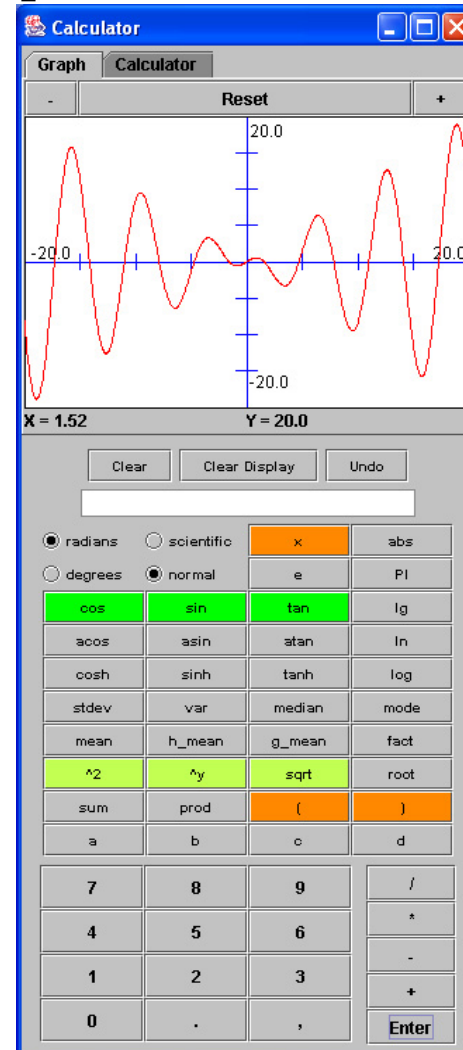 Calculator
Graph Calculator
- Reset +
20.0
-20.0 20.0
-20.0
X = 1.52 Y = 20.0
Clear Clear Display Undo
radians scientific x abs
degrees normal e PI
cos sin tan lg
acos asin atan ln
cosh sinh tanh log
stdev var median mode
mean h_mean g_mean fact
^2 ^y sqrt root
sum prod ( )
a b c d
7 8 9 /
4 5 6 *
1 2 3 -
0 . , +
Enter